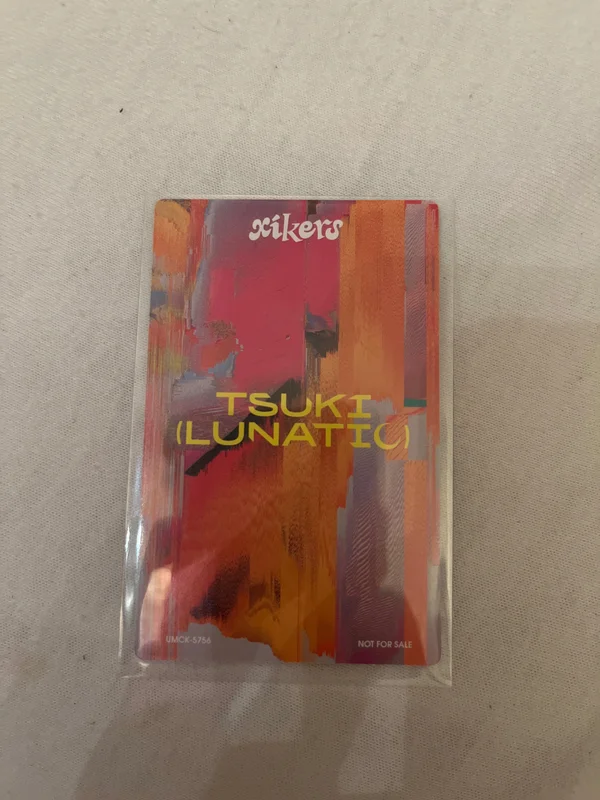 xikers
TSUKI
(LUNATIC)
UMCK-5756
NOT FOR SALE